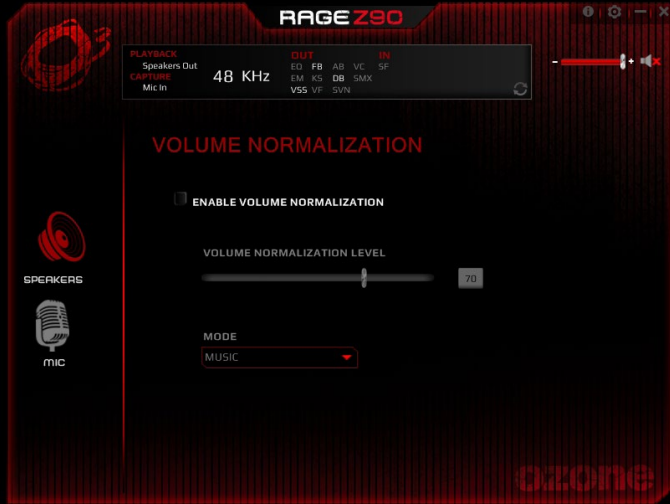 RAGE Z90
PLAYBACK
Speakers Out
CAPTURE
Mic In
48 KHz
OUT IN
EQ FB AB VC SF
EM KS DB SMX
VSS VF SVN
- +
VOLUME NORMALIZATION
ENABLE VOLUME NORMALIZATION
VOLUME NORMALIZATION LEVEL
70
MODE
MUSIC
SPEAKERS
MIC
ozone